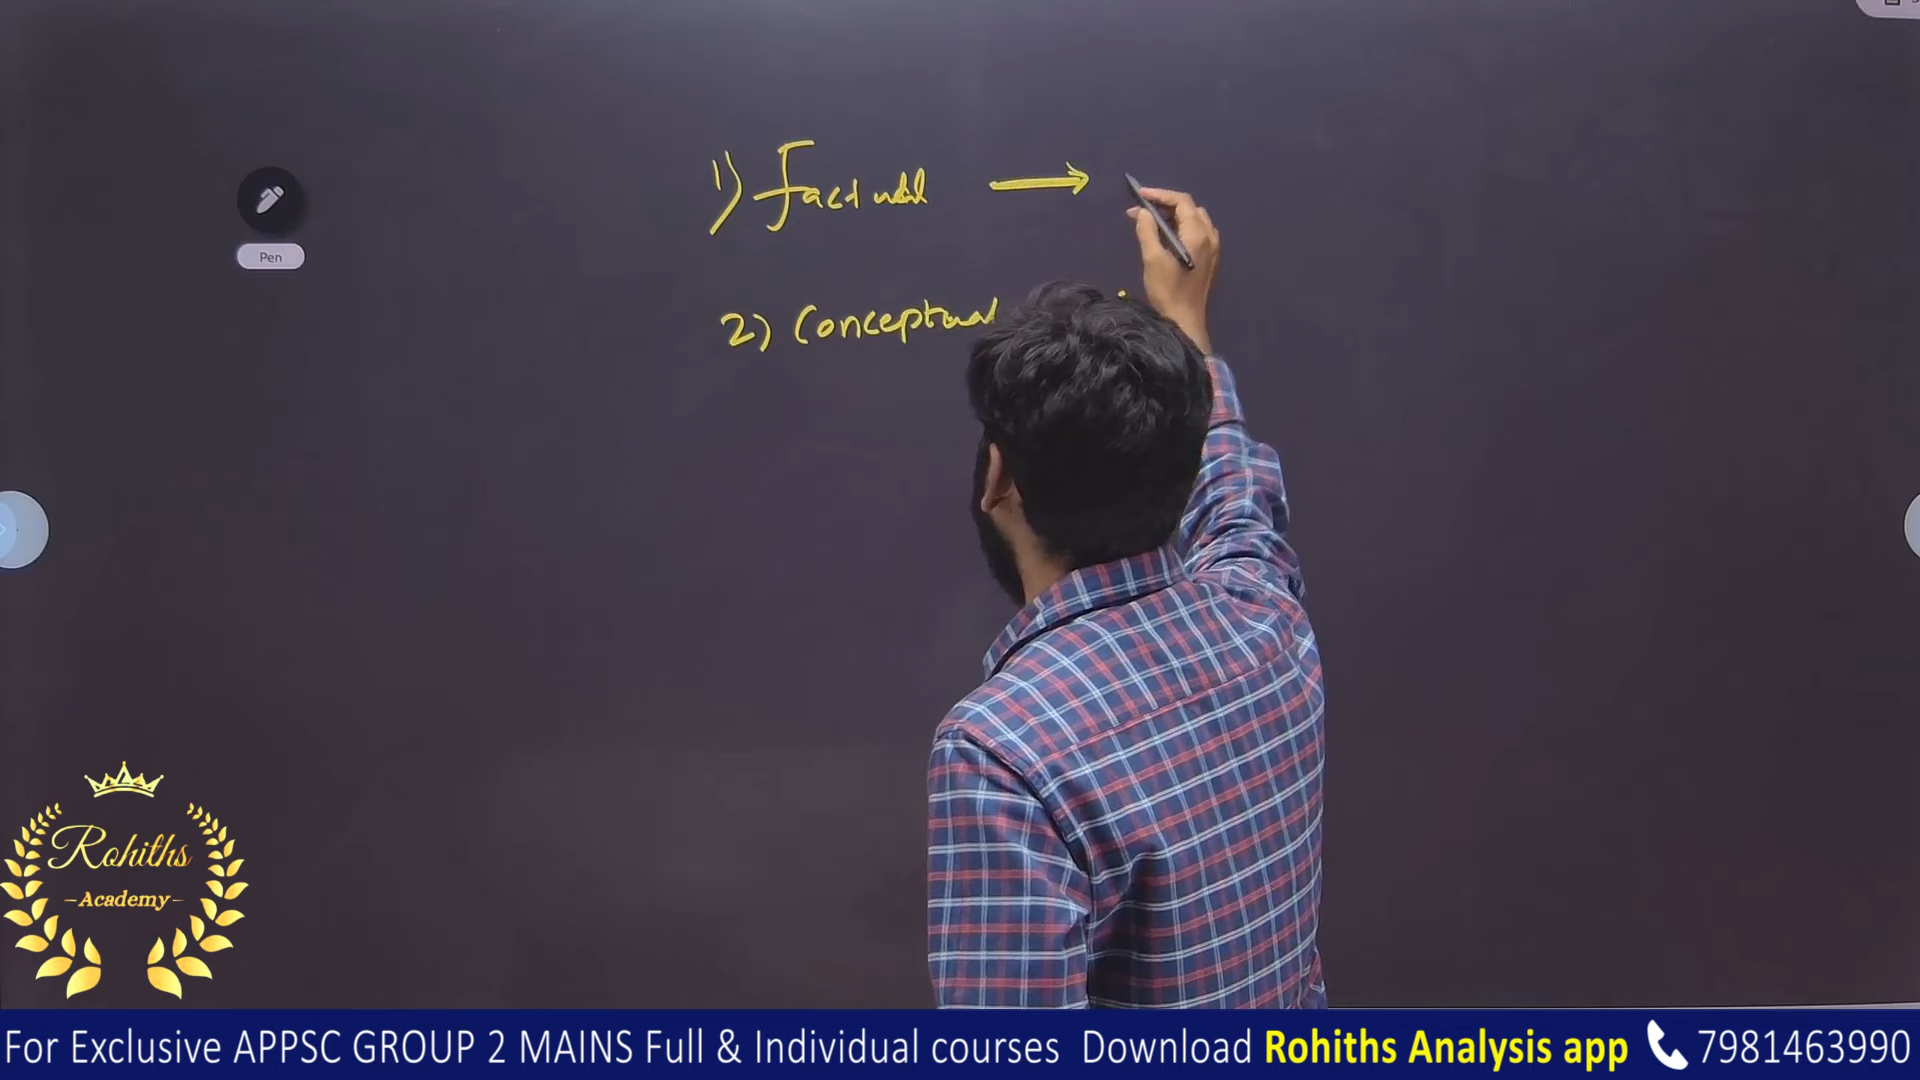 1) Factual →
2) Conceptual
Pen
Rohiths
Academy
For Exclusive APPSC GROUP 2 MAINS Full & Individual courses Download Rohiths Analysis app 7981463990